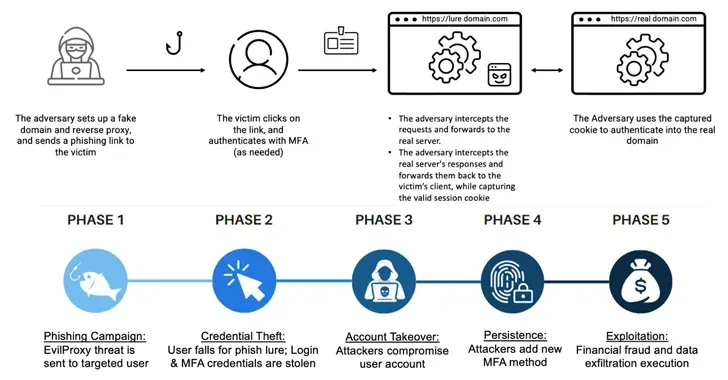 https://lure domain.com
https://real domain.com
The adversary sets up a fake
domain and reverse proxy,
and sends a phishing link to
the victim
The victim clicks on
the link, and
authenticates with MFA
(as needed)
• The adversary intercepts the
requests and forwards to the
real server.
• The adversary intercepts the
real server's responses and
forwards them back to the
victim's client, while capturing
the valid session cookie
The Adversary uses the captured
cookie to authenticate into the real
domain
PHASE 1
PHASE 2
PHASE 3
PHASE 4
PHASE 5
$
Phishing Campaign:
EvilProxy threat is
sent to targeted user
Credential Theft:
User falls for phish lure; Login
& MFA credentials are stolen
Account Takeover:
Attackers compromise
user account
Persistence:
Attackers add new
MFA method
Exploitation:
Financial fraud and data
exfiltration execution